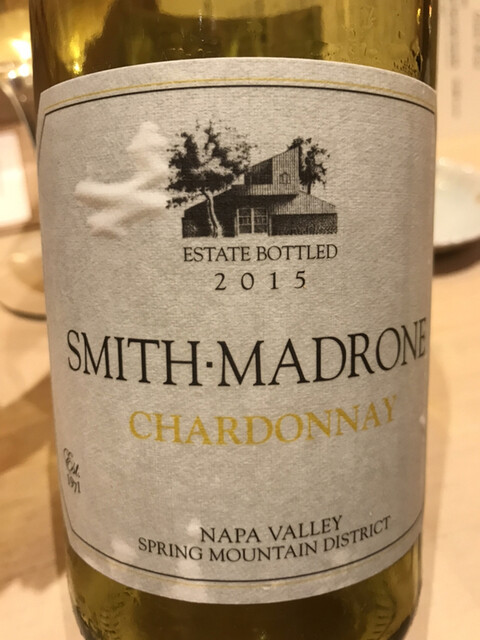 ESTATE BOTTLED
2015
SMITH·MADRONE
CHARDONNAY
Est.
1971
NAPA VALLEY
SPRING MOUNTAIN DISTRICT